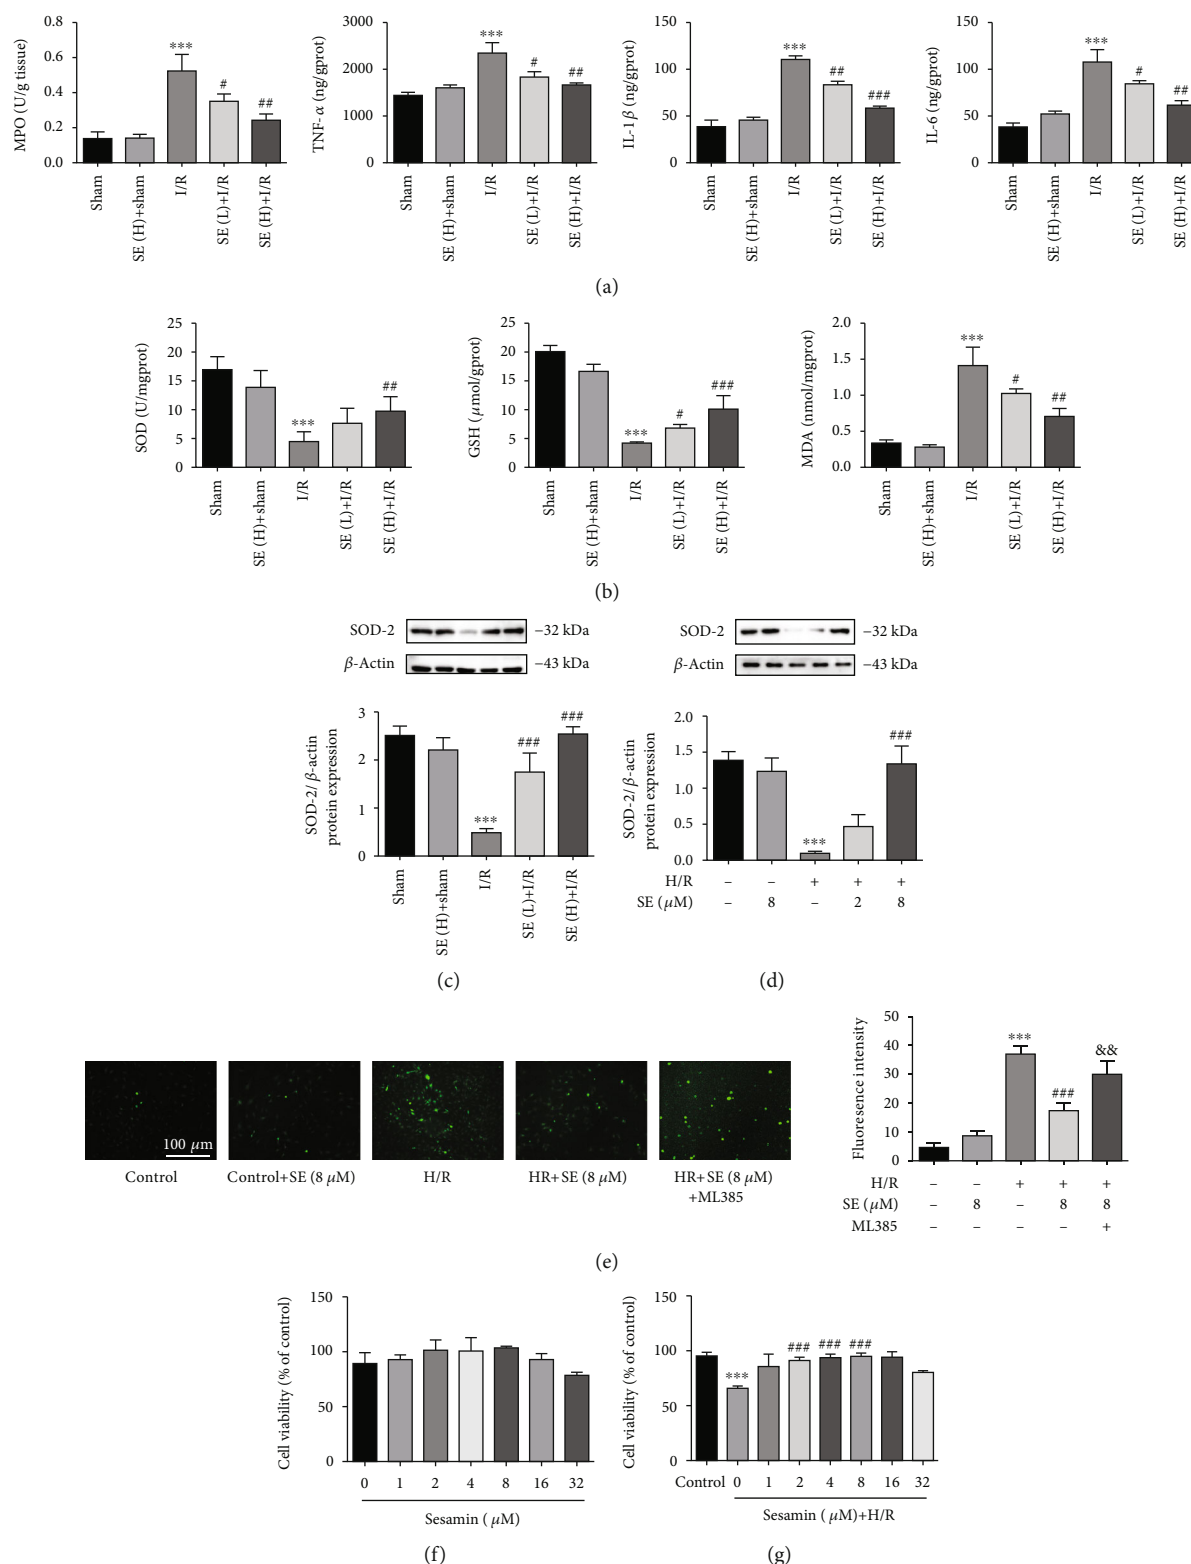 MPO (U/g tissue)
0.8
0.6
0.4
0.2
0.0
***
#
##
Sham
SE (H)+sham
I/R
SE (L)+I/R
SE (H)+I/R
TNF-α (ng/gprot)
3000
2000
1000
0
***
#
##
Sham
SE (H)+sham
I/R
SE (L)+I/R
SE (H)+I/R
IL-1β (ng/gprot)
150
100
50
0
***
##
###
Sham
SE (H)+sham
I/R
SE (L)+I/R
SE (H)+I/R
IL-6 (ng/gprot)
150
100
50
0
***
#
##
Sham
SE (H)+sham
I/R
SE (L)+I/R
SE (H)+I/R
(a)
SOD (U/mgprot)
25
20
15
10
5
0
***
##
Sham
SE (H)+sham
I/R
SE (L)+I/R
SE (H)+I/R
GSH (μmol/gprot)
25
20
15
10
5
0
***
#
###
Sham
SE (H)+sham
I/R
SE (L)+I/R
SE (H)+I/R
MDA (nmol/mgprot)
2.0
1.5
1.0
0.5
0.0
***
#
##
Sham
SE (H)+sham
I/R
SE (L)+I/R
SE (H)+I/R
(b)
SOD-2 −32 kDa
β-Actin −43 kDa
SOD-2/β-actin
protein expression
3
2
1
0
***
###
###
Sham
SE (H)+sham
I/R
SE (L)+I/R
SE (H)+I/R
(c)
SOD-2 −32 kDa
β-Actin −43 kDa
SOD-2/β-actin
protein expression
2.0
1.5
1.0
0.5
0.0
***
###
H/R – – + + +
SE (μM) – 8 – 2 8
(d)
100 μm
Control
Control+SE (8 μM)
H/R
HR+SE (8 μM)
HR+SE (8 μM)
+ML385
Fluoresence intensity
50
40
30
20
10
0
***
###
&&
H/R – – + + +
SE (μM) – 8 – 8 8
ML385 – – – – +
(e)
Cell viability (% of control)
150
100
50
0
0 1 2 4 8 16 32
Sesamin ( μM)
(f)
Cell viability (% of control)
150
100
50
0
***
### ### ###
Control 0 1 2 4 8 16 32
Sesamin ( μM)+H/R
(g)